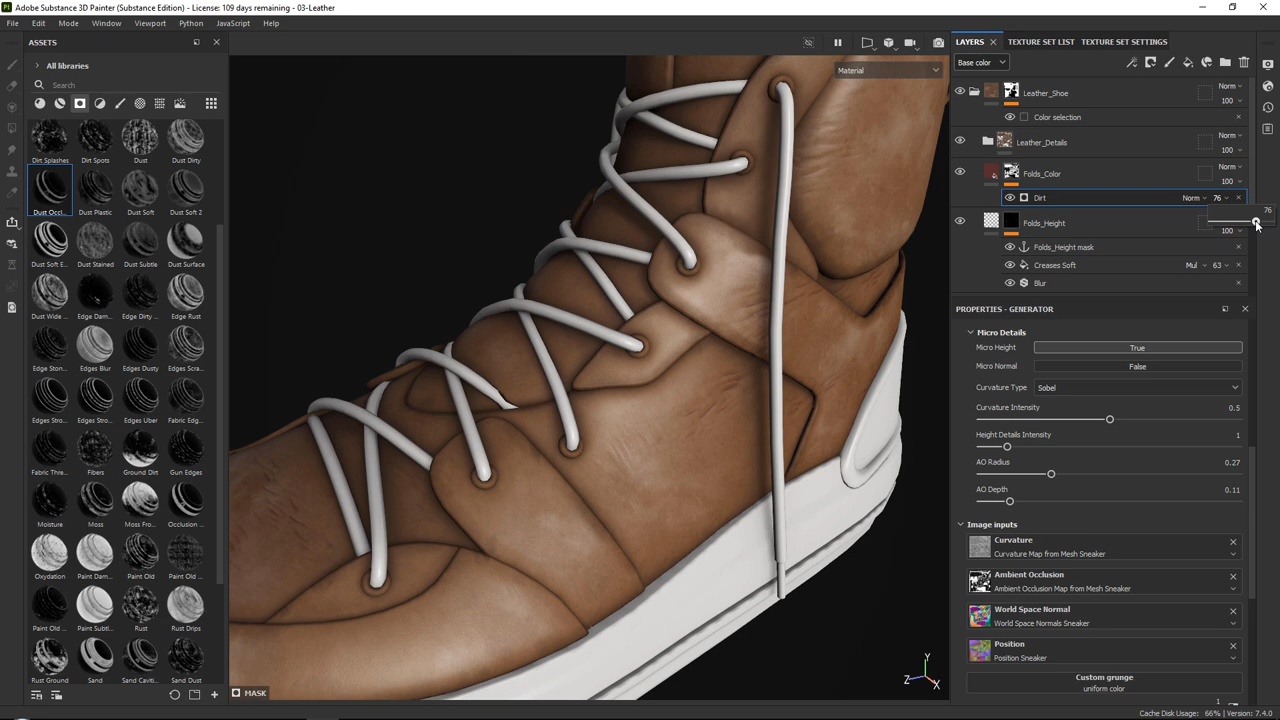 Adobe Substance 3D Painter (Substance Edition) - License: 109 days remaining - 03-Leather
File Edit Mode Window Viewport Python JavaScript Help
ASSETS
All libraries
Search
Dirt Splashes Dirt Spots Dust Dust Dirty
Dust Occl... Dust Plastic Dust Soft Dust Soft 2
Dust Soft E... Dust Stained Dust Subtle Dust Surface
Dust Wide ... Edge Dam... Edge Dirty ... Edge Rust
Edge Ston... Edges Blur Edges Dusty Edges Scra...
Edges Stro... Edges Stro... Edges Uber Fabric Edg...
Fabric Thre... Fibers Ground Dirt Gun Edges
Moisture Moss Moss Fro... Occlusion ...
Oxydation Paint Dam... Paint Old Paint Old ...
Paint Old ... Paint Subtl... Rust Rust Drips
Rust Ground Sand Sand Caviti... Sand Dust
Material
MASK
Y
Z X
LAYERS TEXTURE SET LIST TEXTURE SET SETTINGS
Base color
Leather_Shoe Norm 100
Color selection
Leather_Details Norm 100
Folds_Color Norm 100
Dirt Norm 76
76
Folds_Height 100
Folds_Height mask
Creases Soft Mul 63
Blur
PROPERTIES - GENERATOR
Micro Details
Micro Height True
Micro Normal False
Curvature Type Sobel
Curvature Intensity 0.5
Height Details Intensity 1
AO Radius 0.27
AO Depth 0.11
Image inputs
Curvature
Curvature Map from Mesh Sneaker
Ambient Occlusion
Ambient Occlusion Map from Mesh Sneaker
World Space Normal
World Space Normals Sneaker
Position
Position Sneaker
Custom grunge
uniform color
1
Cache Disk Usage: 66% | Version: 7.4.0